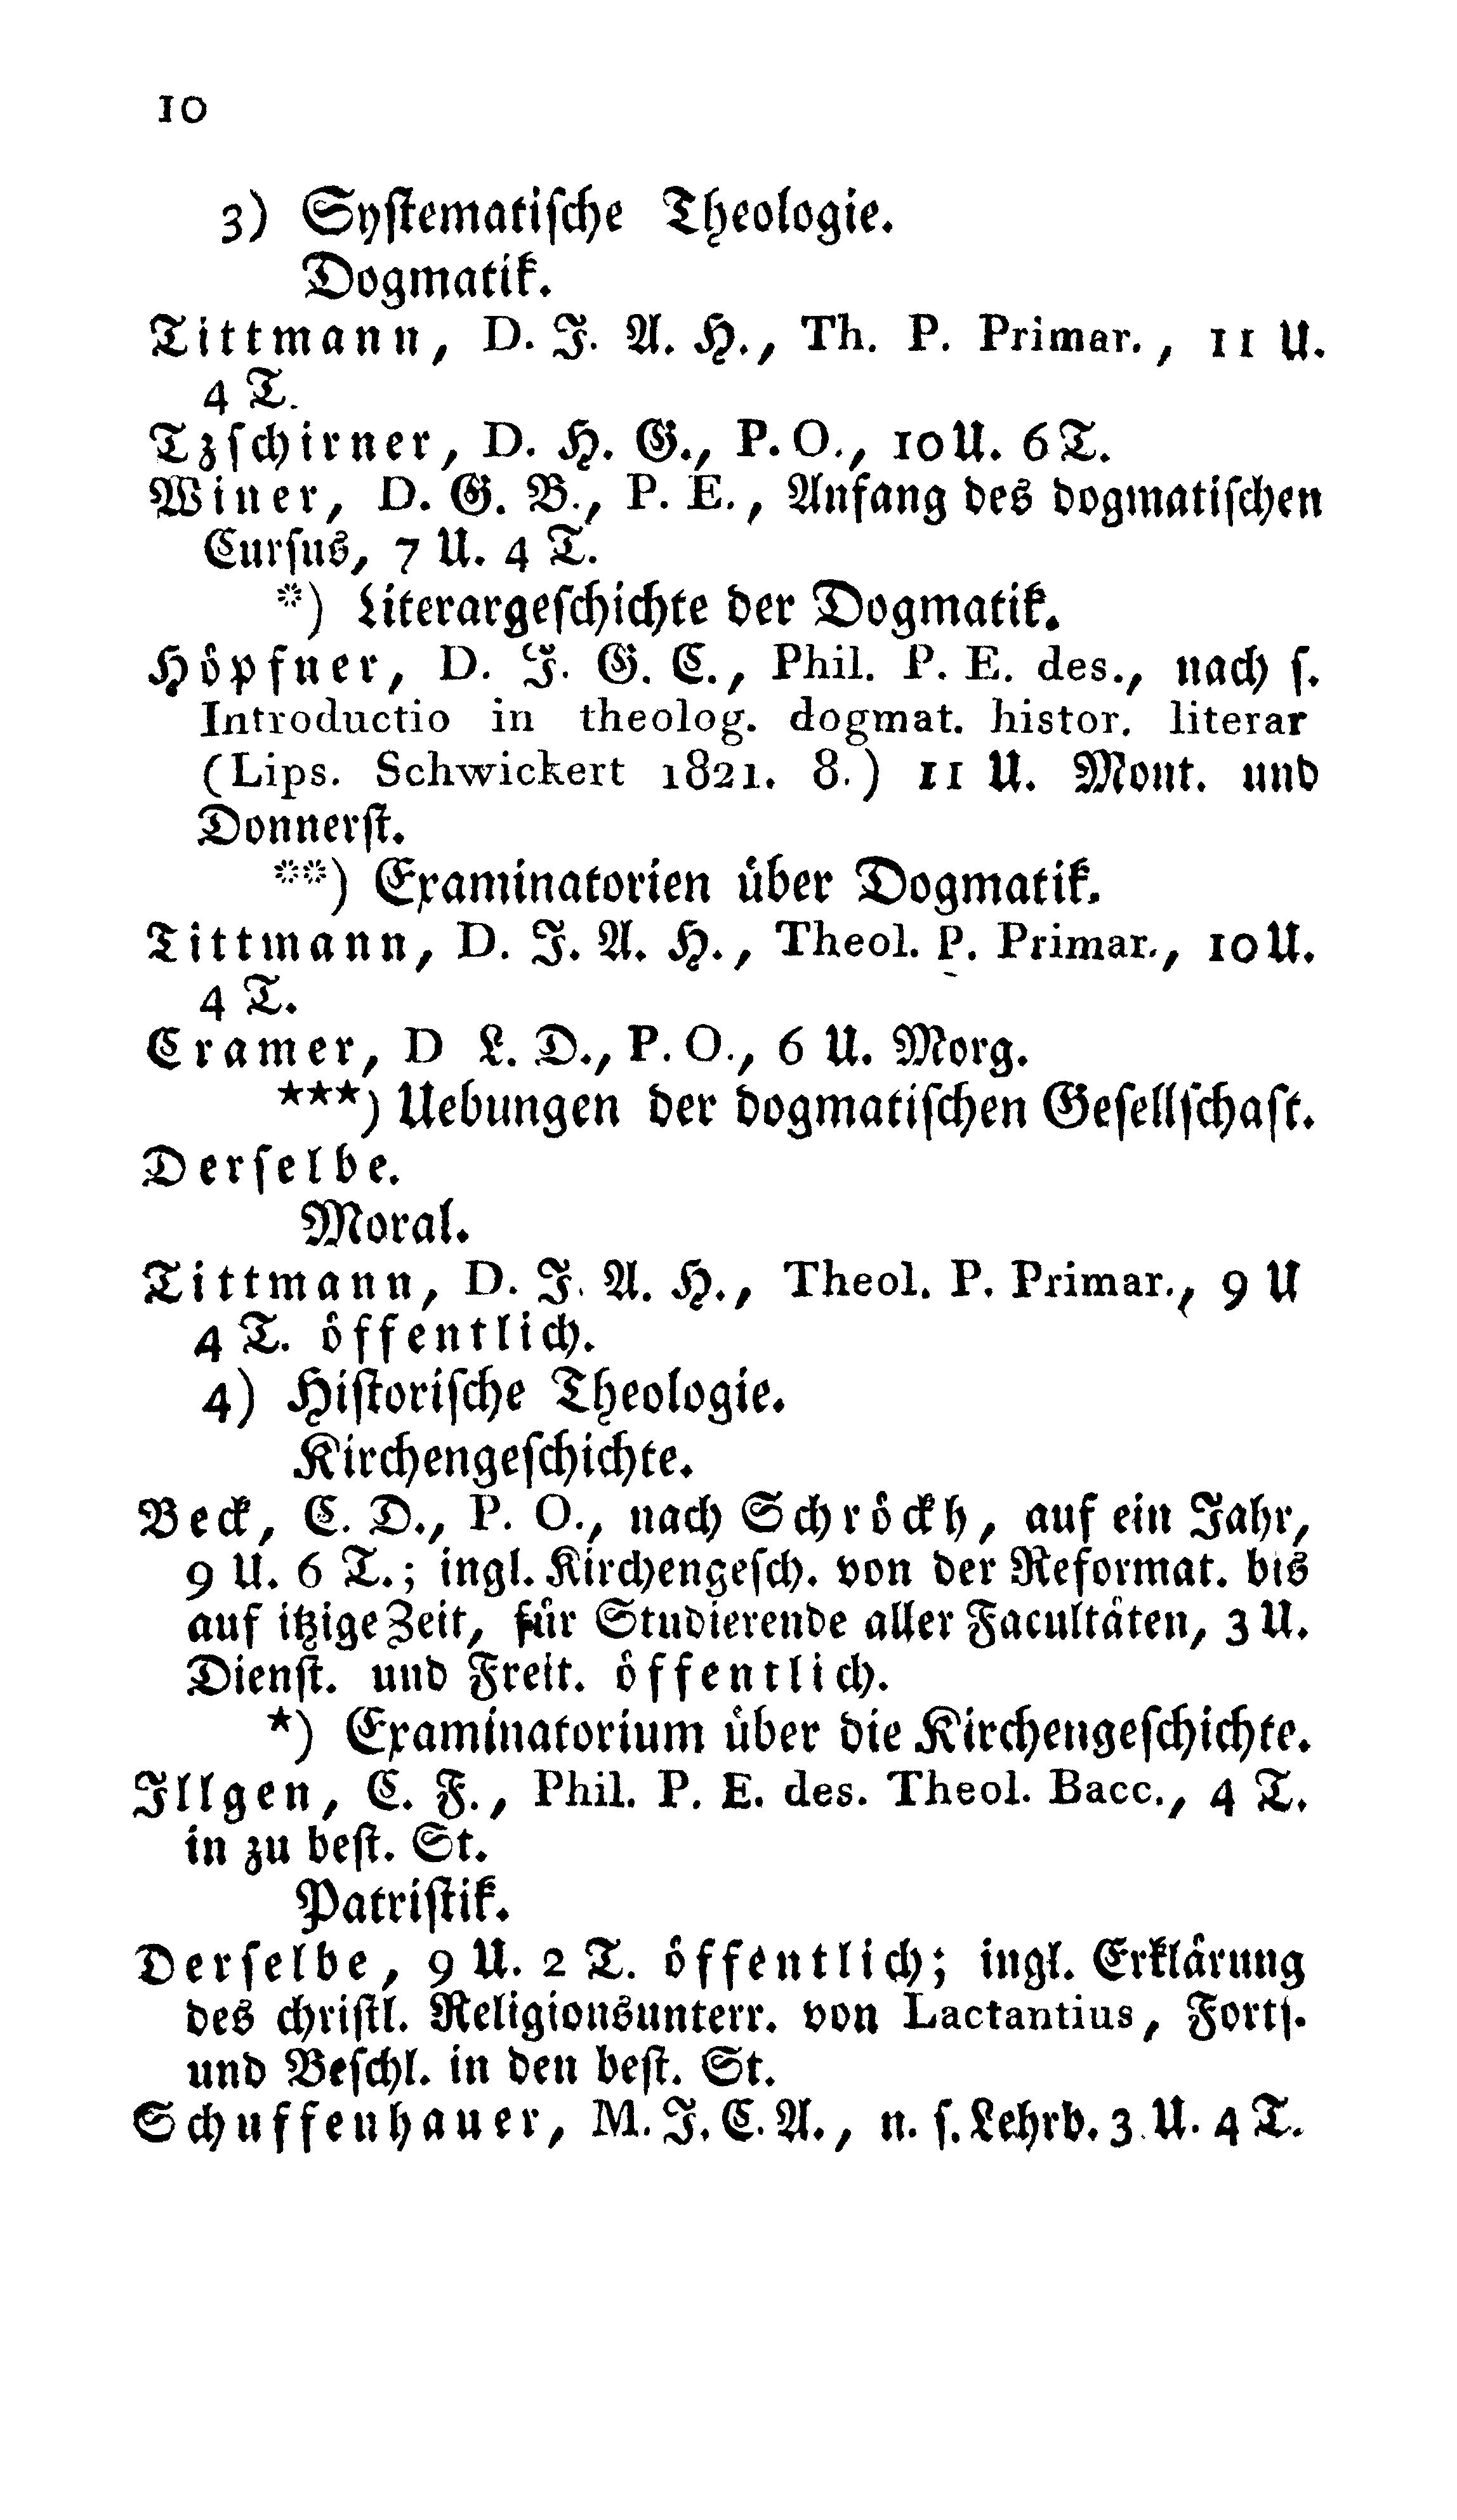 10
3) Syſtematiſche Theologie.
Dogmatik.
Tittmann, D. J. A. H., Th. P. Primar., 11 U.
4 T.
Tzſchirner, D. H. G., P. O., 10 U. 6 T.
Winer, D. G. B., P. E., Anfang des dogmatiſchen
Curſus, 7 U. 4 T.
*) Literargeſchichte der Dogmatik.
Höpfner, D. J. G. C., Phil. P. E. des., nach ſ.
Introductio in theolog. dogmat. histor. literar
(Lips. Schwickert 1821. 8.) 11 U. Mont. und
Donnerſt.
**) Examinatorien über Dogmatik.
Tittmann, D. J. A. H., Theol. P. Primar., 10 U.
4 T.
Cramer, D L. D., P. O., 6 U. Morg.
***) Uebungen der dogmatiſchen Geſellſchaft.
Derſelbe.
Moral.
Tittmann, D. J. A. H., Theol. P. Primar., 9 U
4 T. öffentlich.
4) Hiſtoriſche Theologie.
Kirchengeſchichte.
Beck, C. D., P. O., nach Schröckh, auf ein Jahr,
9 U. 6 T.; ingl. Kirchengeſch. von der Reformat. bis
auf itzige Zeit, für Studierende aller Facultäten, 3 U.
Dienſt. und Freit. öffentlich.
*) Examinatorium über die Kirchengeſchichte.
Illgen, C. F., Phil. P. E. des. Theol. Bacc., 4 T.
in zu beſt. St.
Patriſtik.
Derſelbe, 9 U. 2 T. öffentlich; ingl. Erklärung
des chriſtl. Religionsunterr. von Lactantius, Fortſ.
und Beſchl. in den beſt. St.
Schuffenhauer, M. J. C. A., n. ſ. Lehrb. 3 U. 4 T.